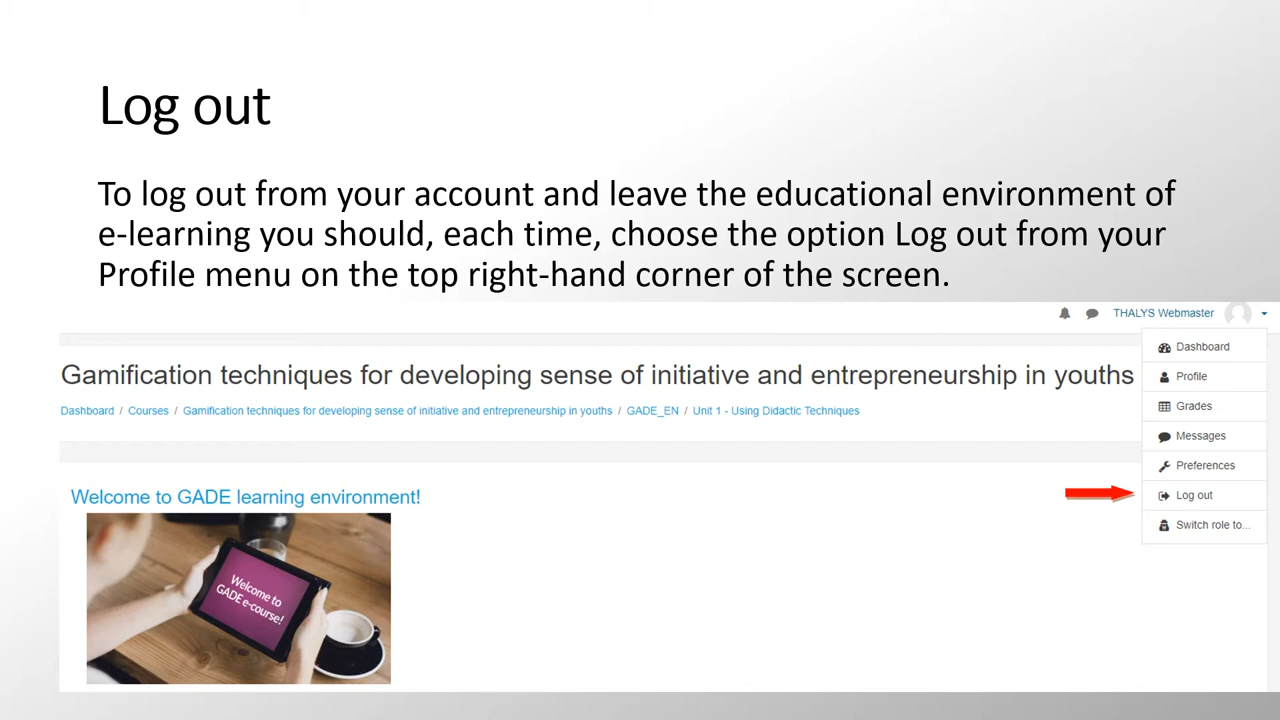 Log out
To log out from your account and leave the educational environment of
e-learning you should, each time, choose the option Log out from your
Profile menu on the top right-hand corner of the screen.
THALYS Webmaster
Dashboard
Profile
Grades
Messages
Preferences
Log out
Switch role to...
Gamification techniques for developing sense of initiative and entrepreneurship in youths
Dashboard / Courses / Gamification techniques for developing sense of initiative and entrepreneurship in youths / GADE_EN / Unit 1 - Using Didactic Techniques
Welcome to GADE learning environment!
Welcome to
GADE e-course!